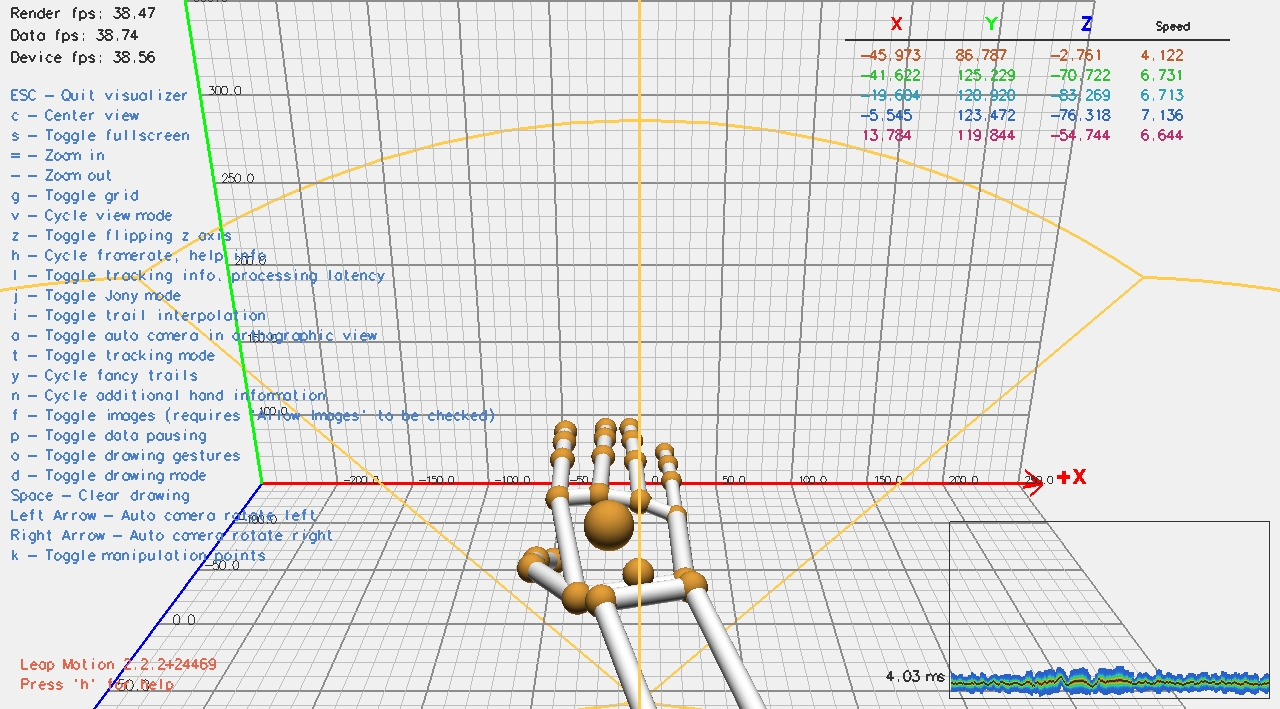 Render fps: 38.47
Data fps: 38.74
Device fps: 38.56
X Y Z Speed
-45.973 86.787 -2.761 4.122
-41.622 125.229 -70.722 6.731
-19.604 120.920 -83.269 6.713
-5.545 123.472 -76.318 7.136
13.784 119.844 -54.744 6.644
ESC - Quit visualizer
c - Center view
s - Toggle fullscreen
= - Zoom in
- - Zoom out
g - Toggle grid
v - Cycle view mode
z - Toggle flipping z axis
h - Cycle framerate, help info
l - Toggle tracking info, processing latency
j - Toggle Jony mode
i - Toggle trail interpolation
a - Toggle auto camera in orthographic view
t - Toggle tracking mode
y - Cycle fancy trails
n - Cycle additional hand information
f - Toggle images (requires 'Allow Images' to be checked)
p - Toggle data pausing
o - Toggle drawing gestures
d - Toggle drawing mode
Space - Clear drawing
Left Arrow - Auto camera rotate left
Right Arrow - Auto camera rotate right
k - Toggle manipulation points
300.0
250.0
200.0
150.0
100.0
-200.0 -150.0 -100.0 -50.0 0.0 50.0 100.0 150.0 200.0 250.0 +X
-100.0
-50.0
0.0
50.0
Leap Motion 2.2.2+24469
Press 'h' for help
4.03 ms